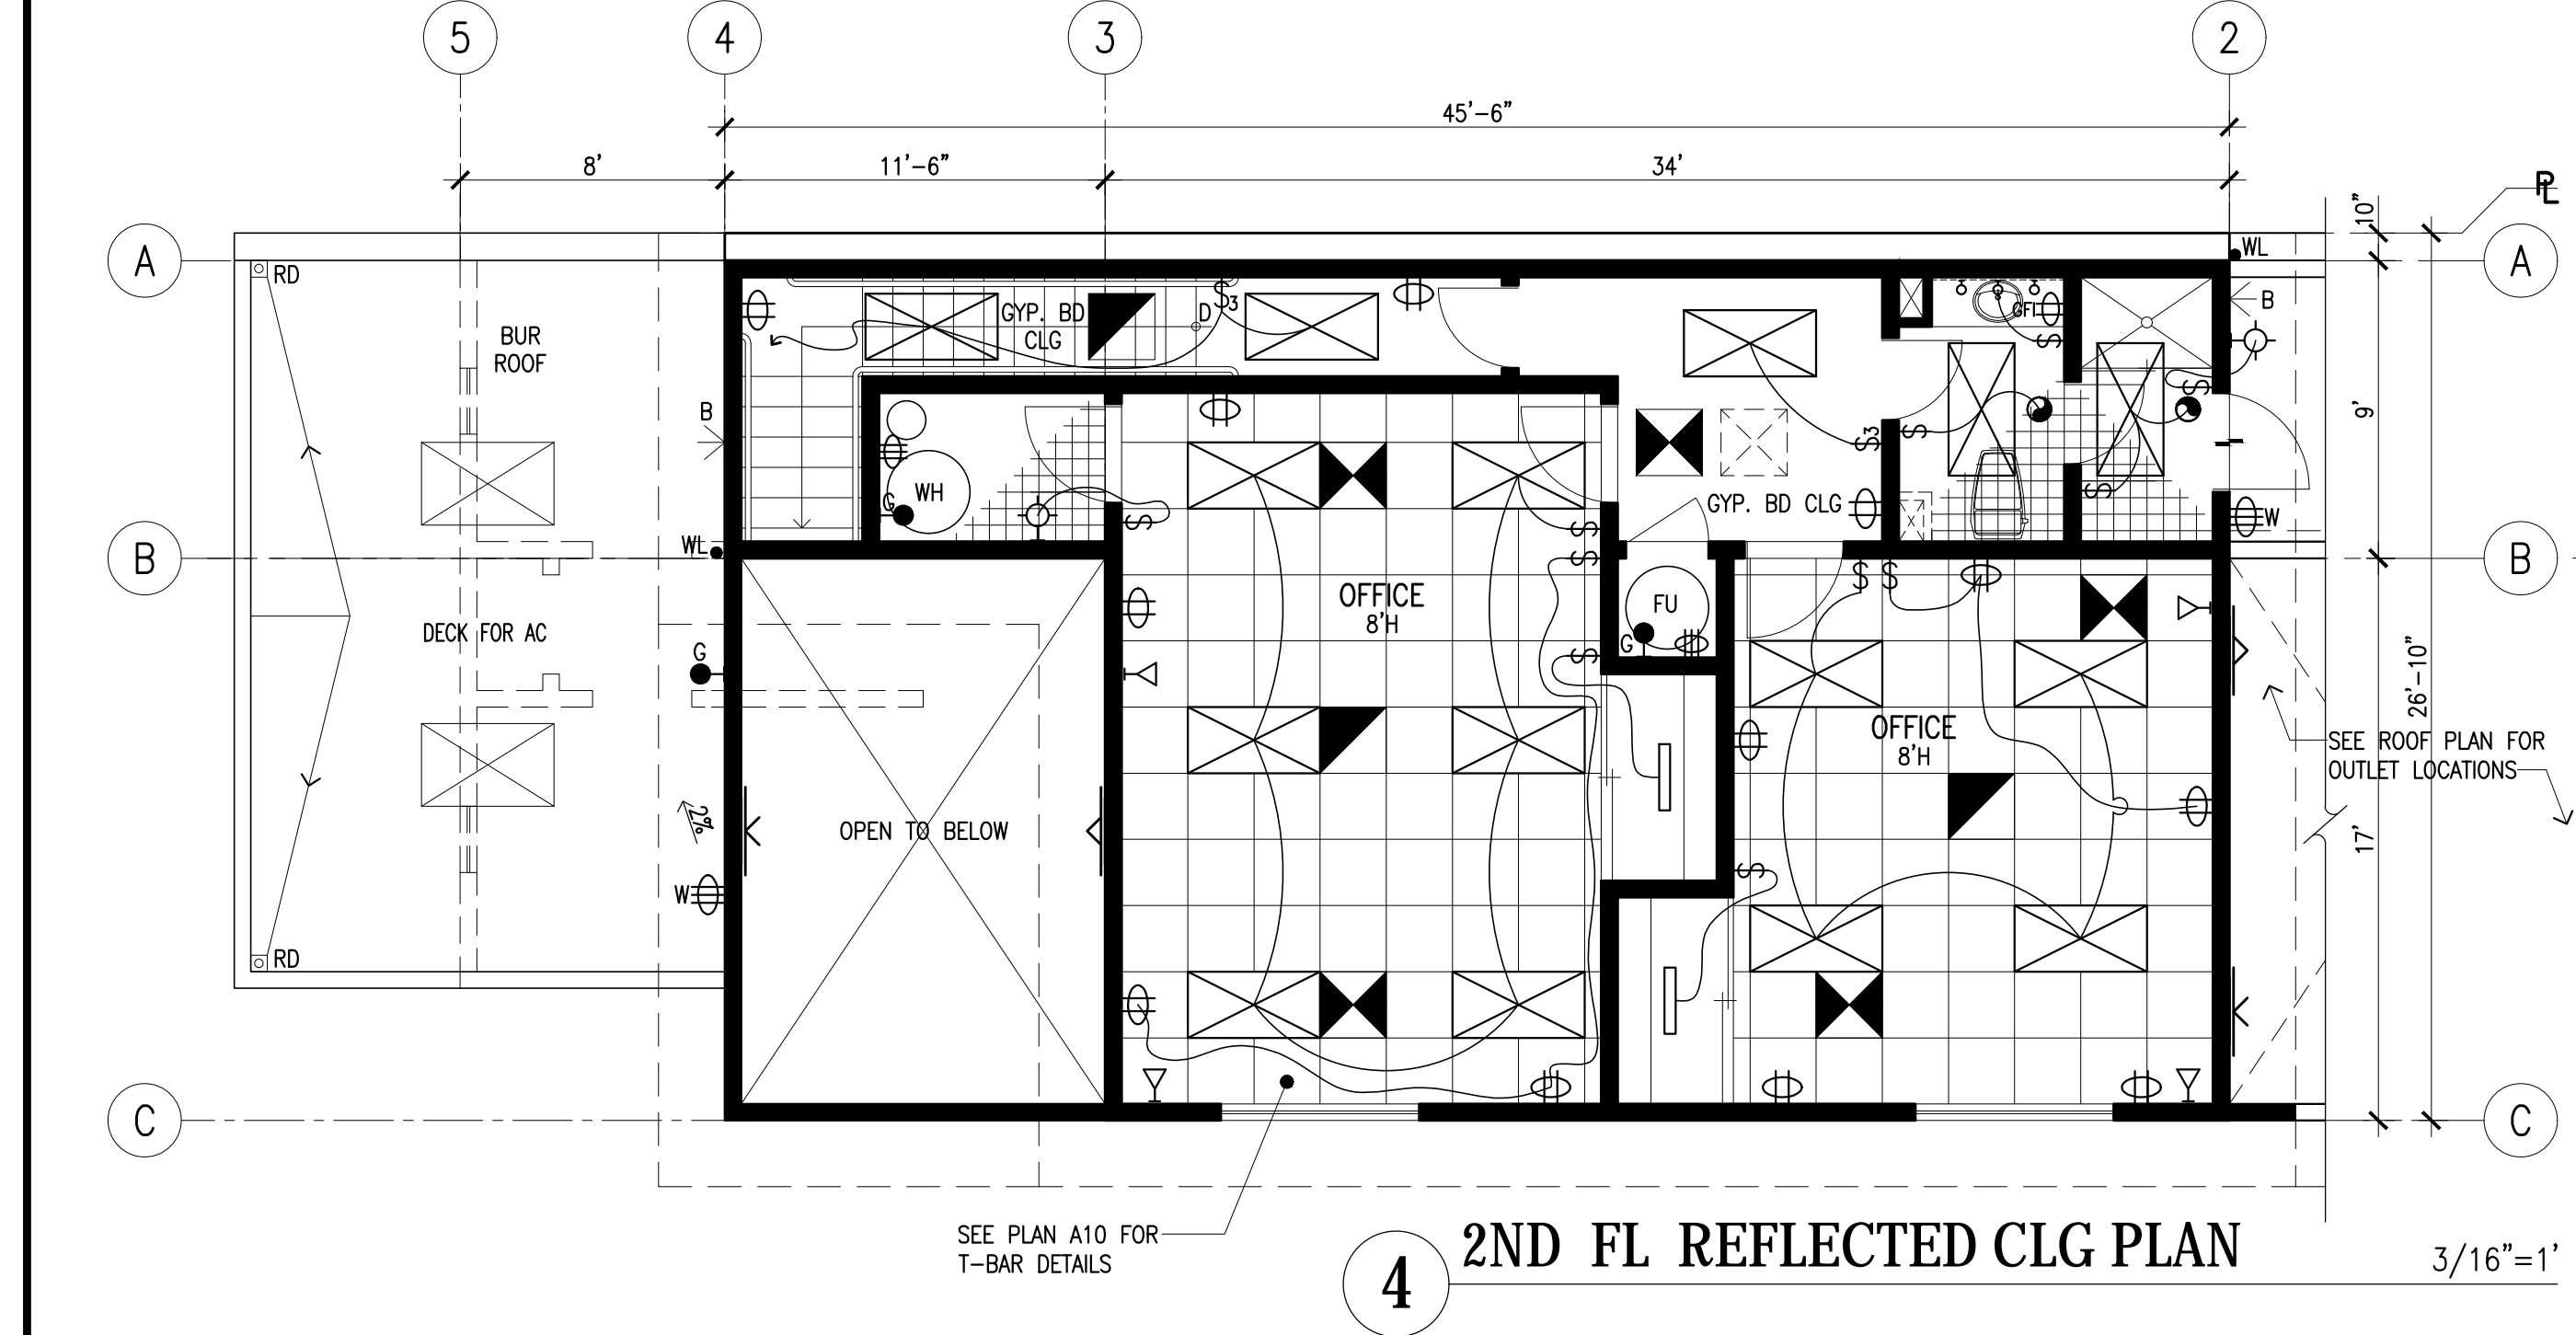 5
4
3
2
45'-6"
8'
11'-6"
34'
PL
10"
A
A
WL
RD
GYP. BD
CLG
D
$3
GFI
B
BUR
ROOF
$
$
B
9'
WH
G
$
$3
$
GYP. BD CLG
$
$
W
WL
B
B
$
$
$
OFFICE
8'H
FU
G
$
DECK FOR AC
G
26'-10"
OFFICE
8'H
SEE ROOF PLAN FOR
OUTLET LOCATIONS
2%
OPEN TO BELOW
17'
$
W
RD
C
C
SEE PLAN A10 FOR
T-BAR DETAILS
4
2ND FL REFLECTED CLG PLAN
3/16"=1'